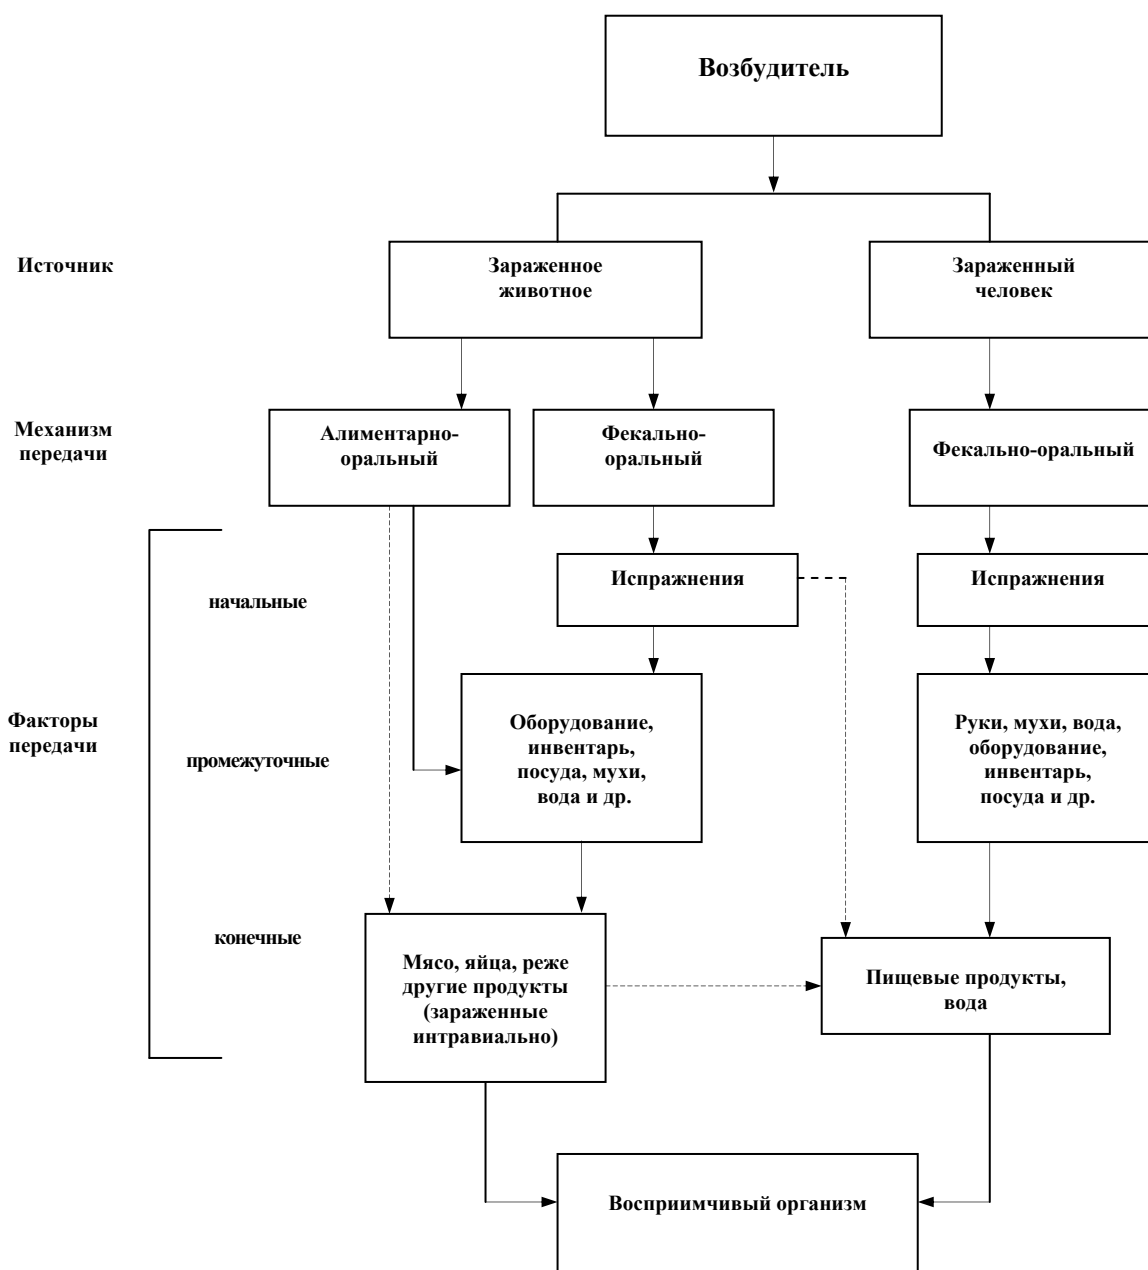 Возбудитель
Источник
Зараженное
животное
Зараженный
человек
Механизм
передачи
Алиментарно-
оральный
Фекально-
оральный
Фекально-оральный
начальные
Испражнения
Испражнения
Факторы
передачи
промежуточные
Оборудование,
инвентарь,
посуда, мухи,
вода и др.
Руки, мухи, вода,
оборудование,
инвентарь,
посуда и др.
конечные
Мясо, яйца, реже
другие продукты
(зараженные
интравиально)
Пищевые продукты,
вода
Восприимчивый организм